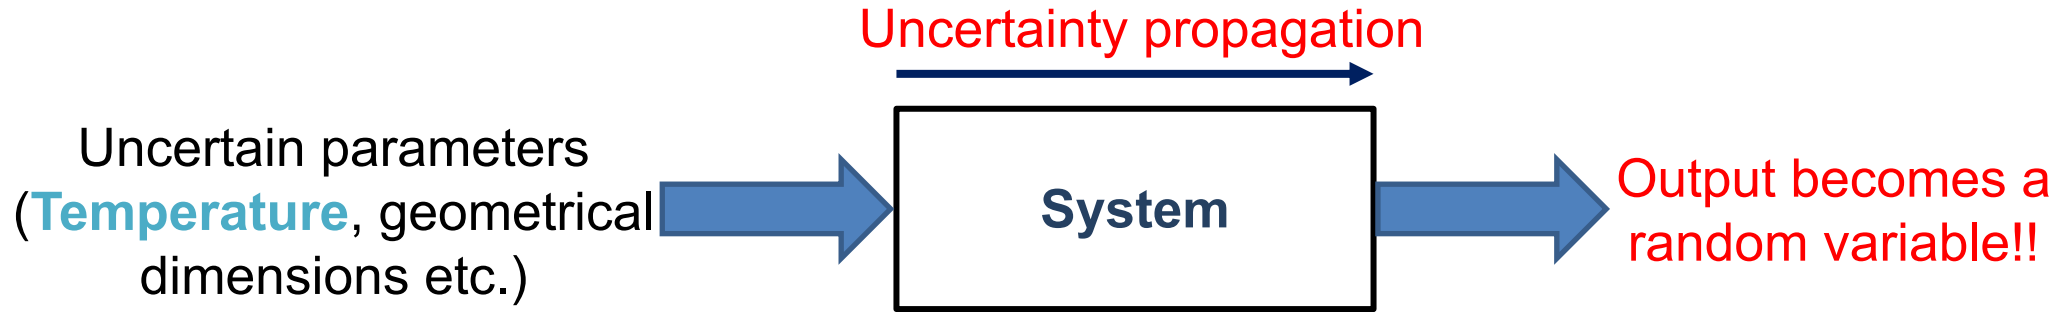 Uncertainty propagation
Uncertain parameters
(Temperature, geometrical
dimensions etc.)
System
Output becomes a
random variable!!